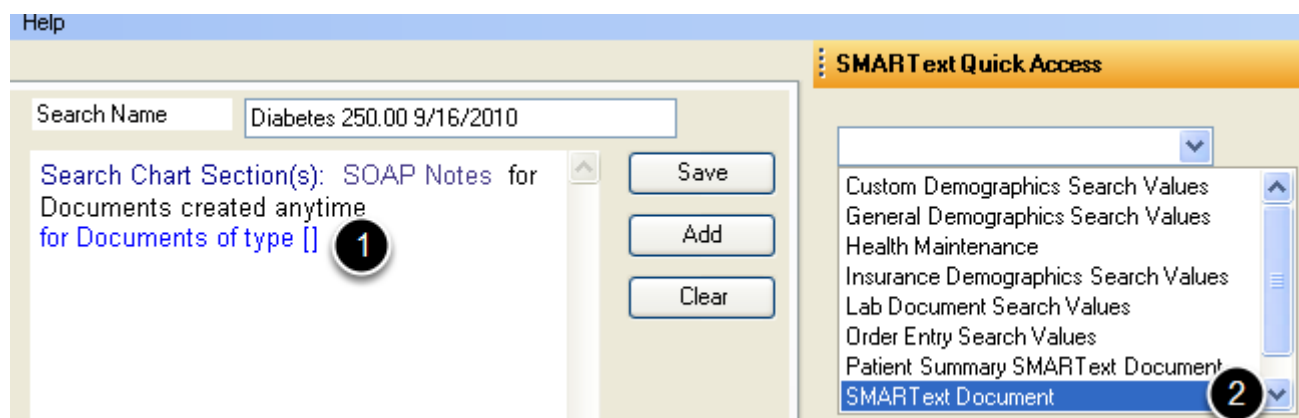 Help
SMARText Quick Access
Search Name
Diabetes 250.00 9/16/2010
Search Chart Section(s): SOAP Notes for
Documents created anytime
for Documents of type []
1
Save
Add
Clear
Custom Demographics Search Values
General Demographics Search Values
Health Maintenance
Insurance Demographics Search Values
Lab Document Search Values
Order Entry Search Values
Patient Summary SMARText Document
SMARText Document
2